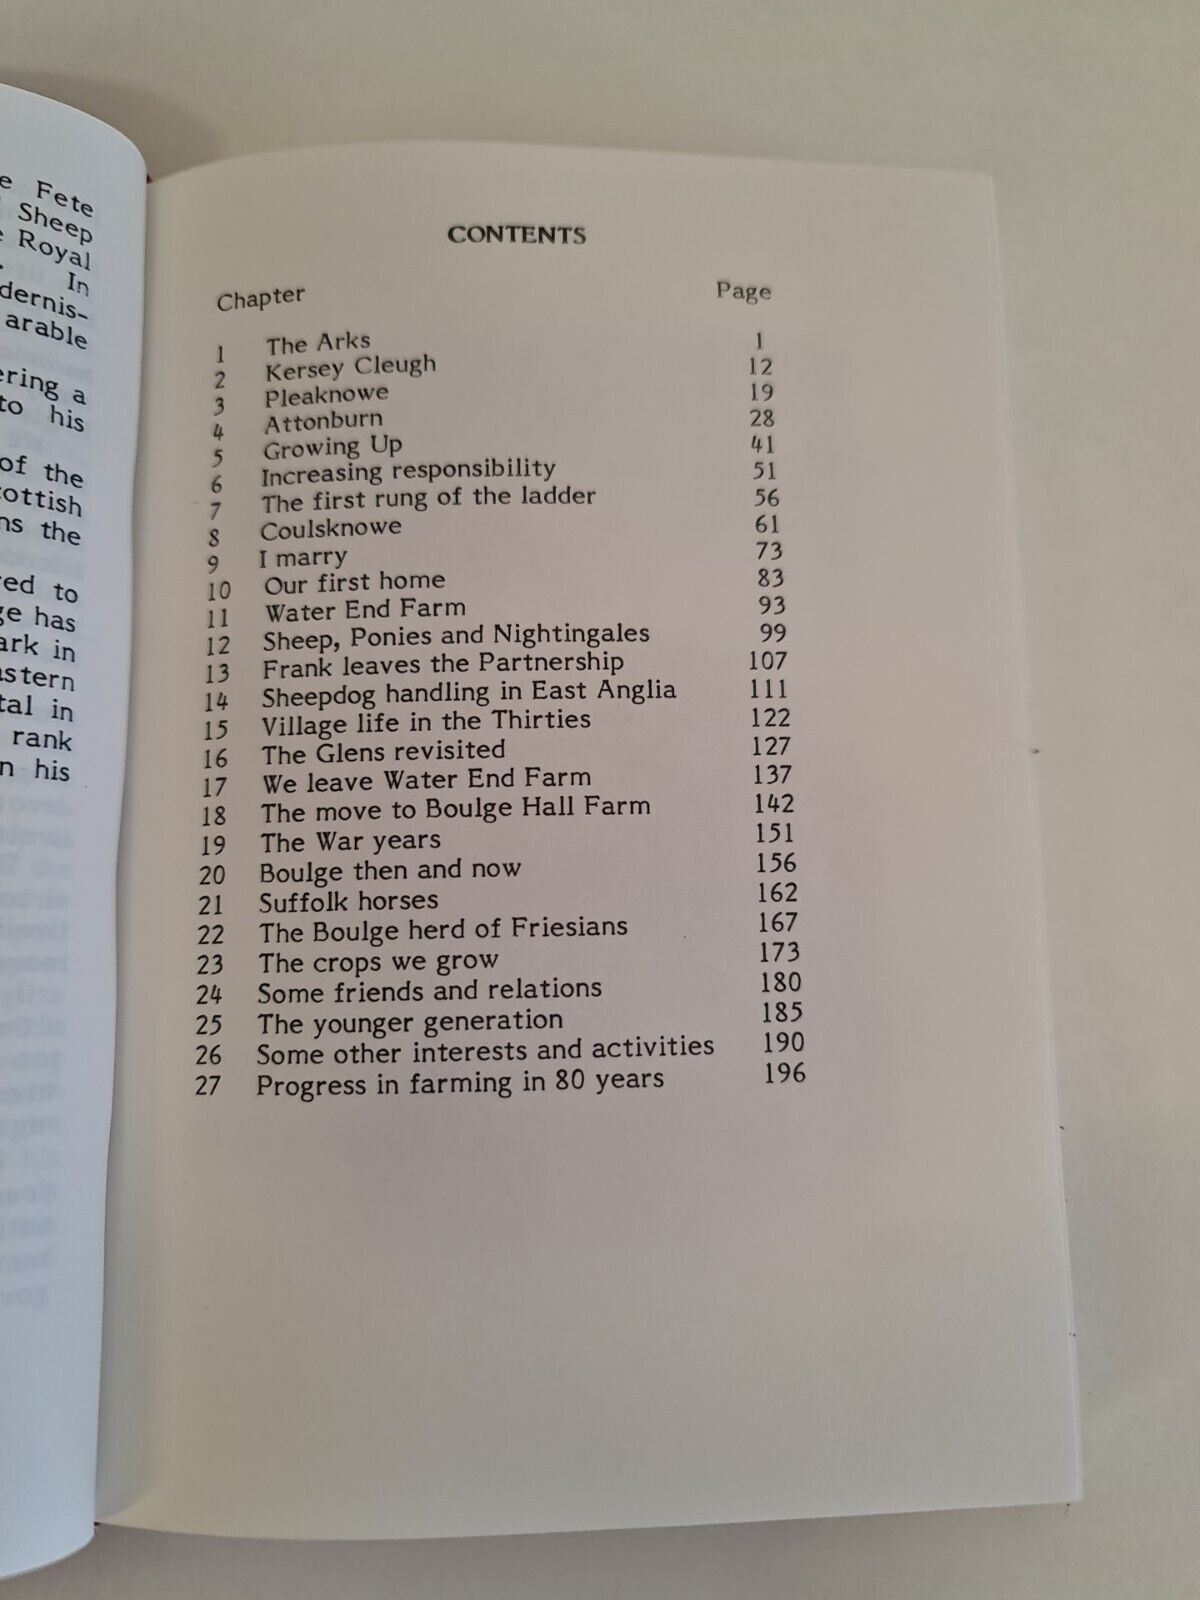 e Fete
Sheep
Royal
In
dernis-
arable
ering a
to his
of the
cottish
ns the
red to
ge has
ark in
astern
tal in
rank
n his
CONTENTS
Chapter Page
1 The Arks 1
2 Kersey Cleugh 12
3 Pleaknowe 19
4 Attonburn 28
5 Growing Up 41
6 Increasing responsibility 51
7 The first rung of the ladder 56
8 Coulsknowe 61
9 I marry 73
10 Our first home 83
11 Water End Farm 93
12 Sheep, Ponies and Nightingales 99
13 Frank leaves the Partnership 107
14 Sheepdog handling in East Anglia 111
15 Village life in the Thirties 122
16 The Glens revisited 127
17 We leave Water End Farm 137
18 The move to Boulge Hall Farm 142
19 The War years 151
20 Boulge then and now 156
21 Suffolk horses 162
22 The Boulge herd of Friesians 167
23 The crops we grow 173
24 Some friends and relations 180
25 The younger generation 185
26 Some other interests and activities 190
27 Progress in farming in 80 years 196